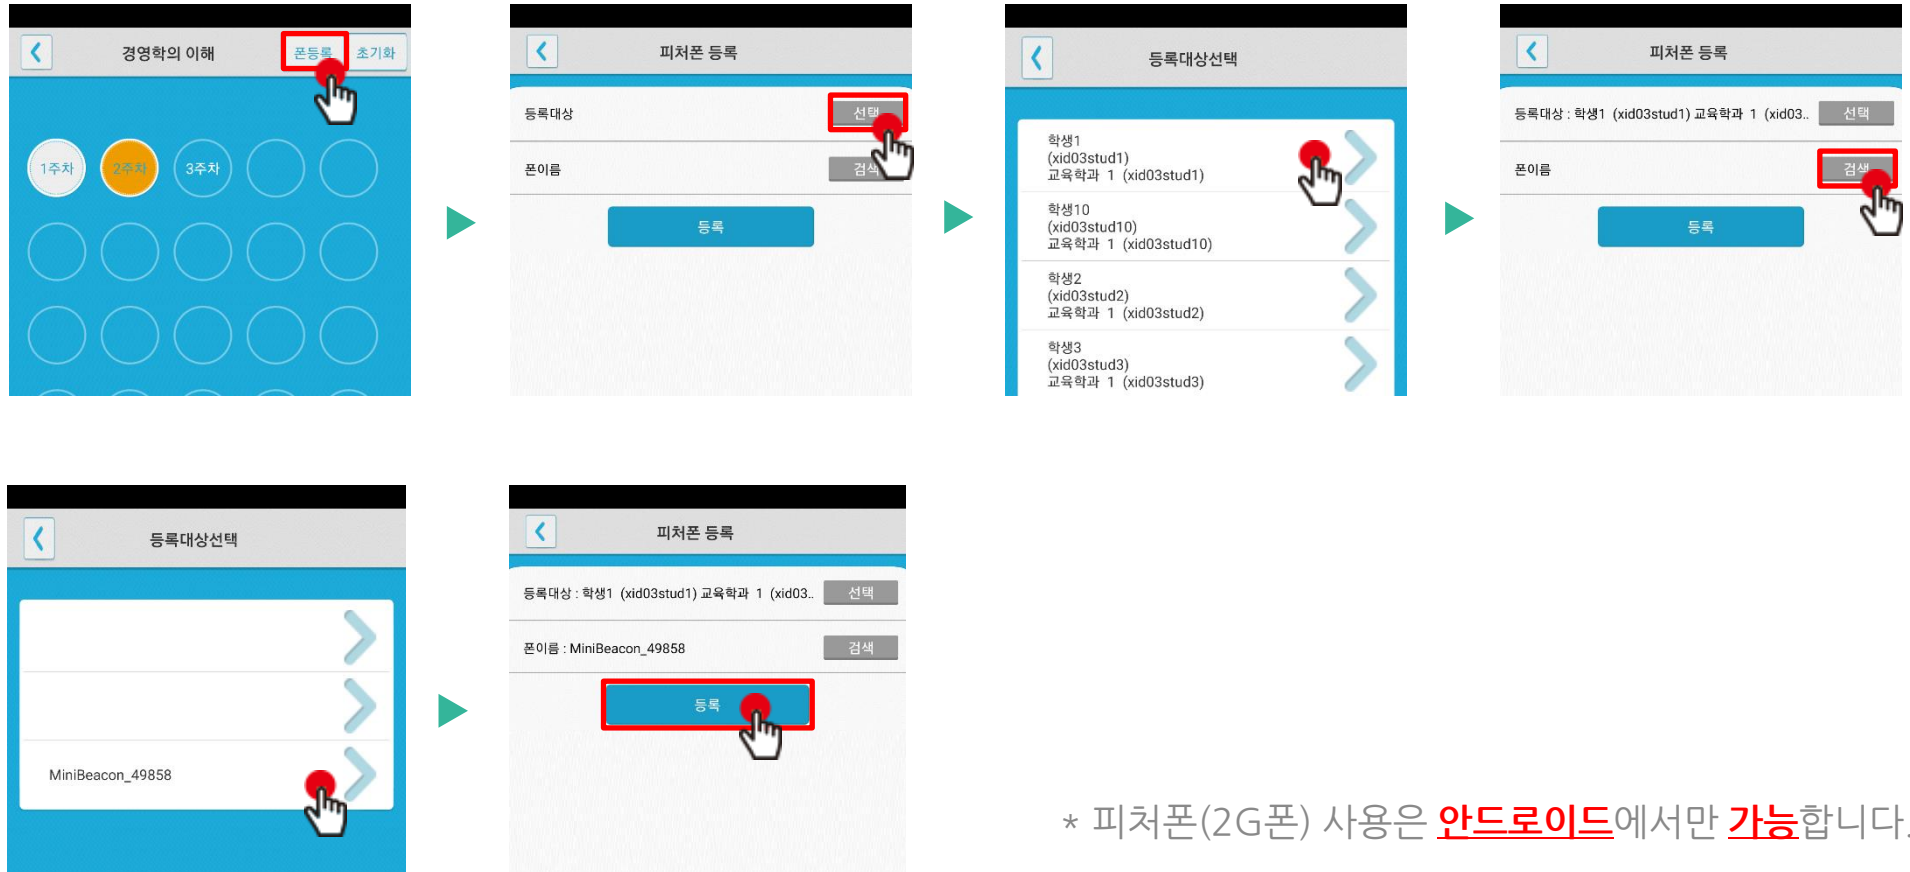 경영학의 이해
폰등록
초기화
1주차
2주차
3주차
피처폰 등록
등록대상
선택
폰이름
검색
등록
등록대상선택
학생1
(xid03stud1)
교육학과 1 (xid03stud1)
학생10
(xid03stud10)
교육학과 1 (xid03stud10)
학생2
(xid03stud2)
교육학과 1 (xid03stud2)
학생3
(xid03stud3)
교육학과 1 (xid03stud3)
피처폰 등록
등록대상 : 학생1 (xid03stud1) 교육학과 1 (xid03..
선택
폰이름
검색
등록
등록대상선택
MiniBeacon_49858
피처폰 등록
등록대상 : 학생1 (xid03stud1) 교육학과 1 (xid03..
선택
폰이름 : MiniBeacon_49858
검색
등록
* 피처폰(2G폰) 사용은 안드로이드에서만 가능합니다.